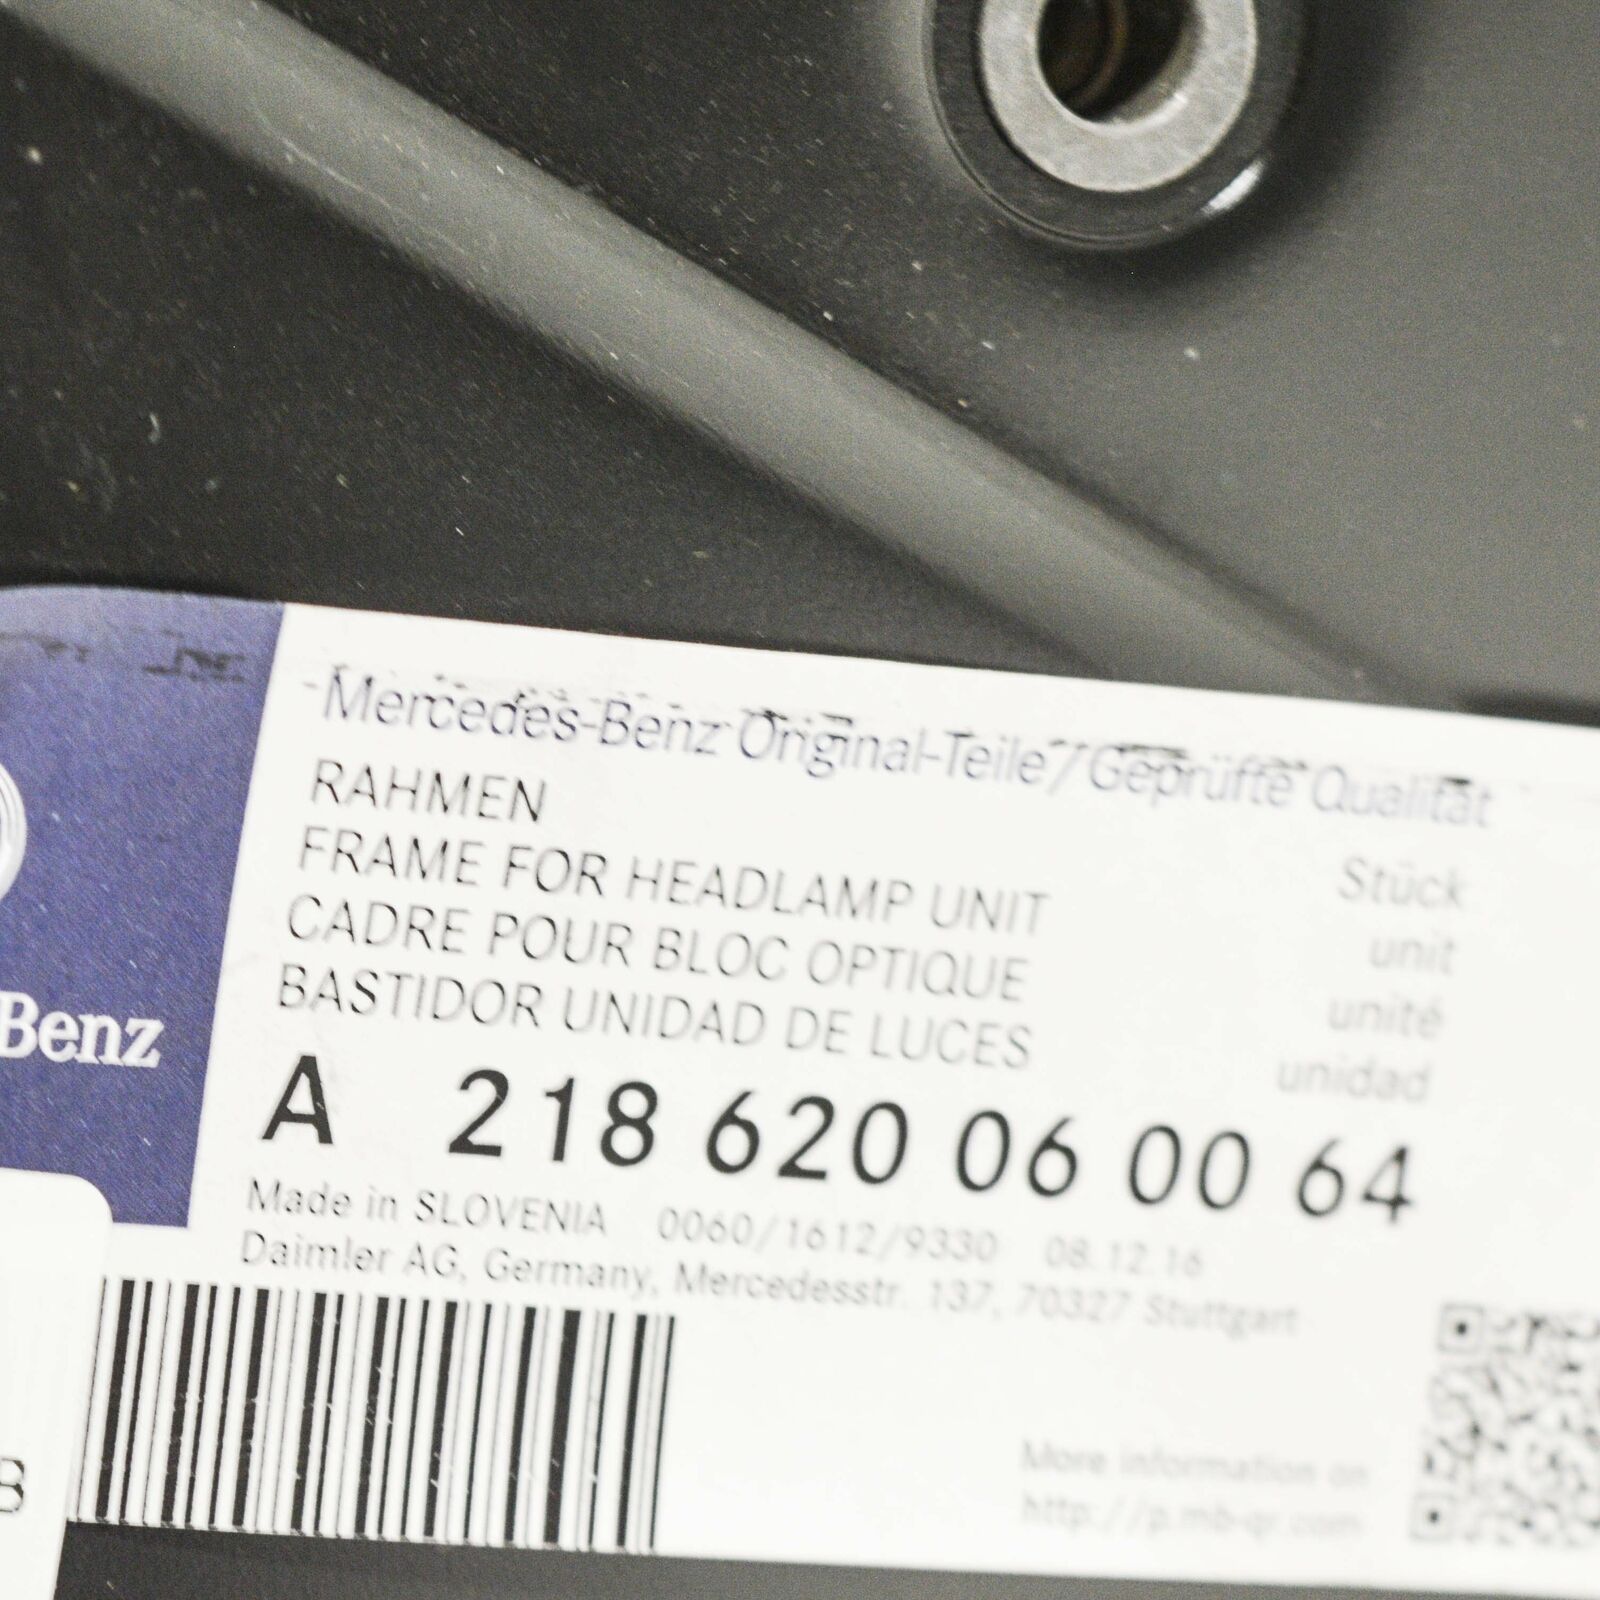 Mercedes-Benz Original-Teile/Geprüfte Qualität
RAHMEN
FRAME FOR HEADLAMP UNIT
CADRE POUR BLOC OPTIQUE
BASTIDOR UNIDAD DE LUCES
Stück
unit
unité
unidad
Benz
A 218 620 06 00 64
Made in SLOVENIA 0060/1612/9330 08.12.16
Daimler AG, Germany, Mercedesstr. 137, 70327 Stuttgart
More information on
http://p.mb-qr.com
B